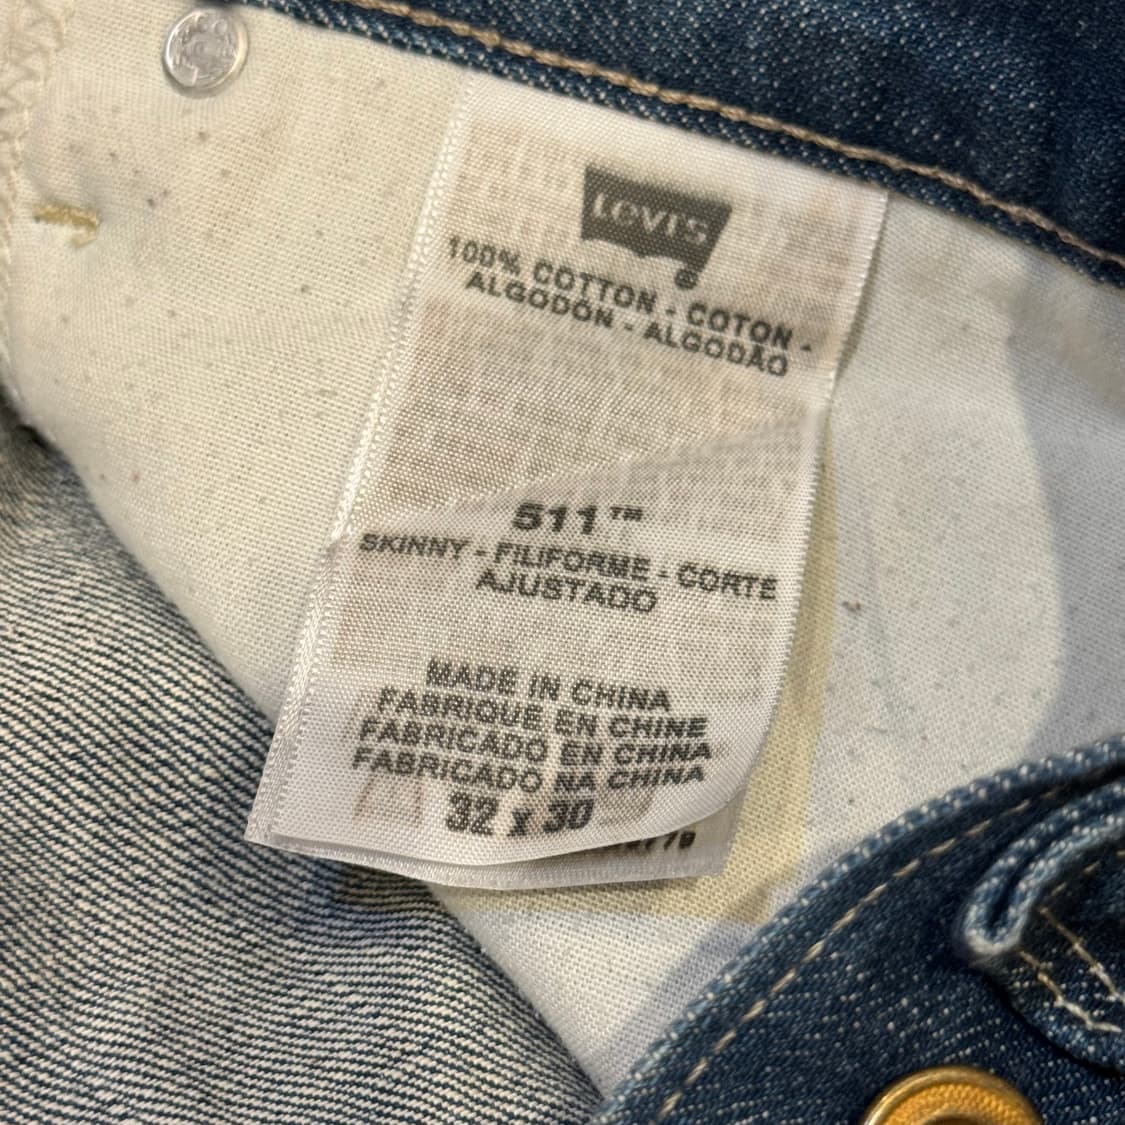 LEVI'S
100% COTTON - COTON -
ALGODÓN - ALGODÃO
511™
SKINNY - FILIFORME - CORTE
AJUSTADO
MADE IN CHINA
FABRIQUE EN CHINE
FABRICADO EN CHINA
FABRICADO NA CHINA
32 x 30